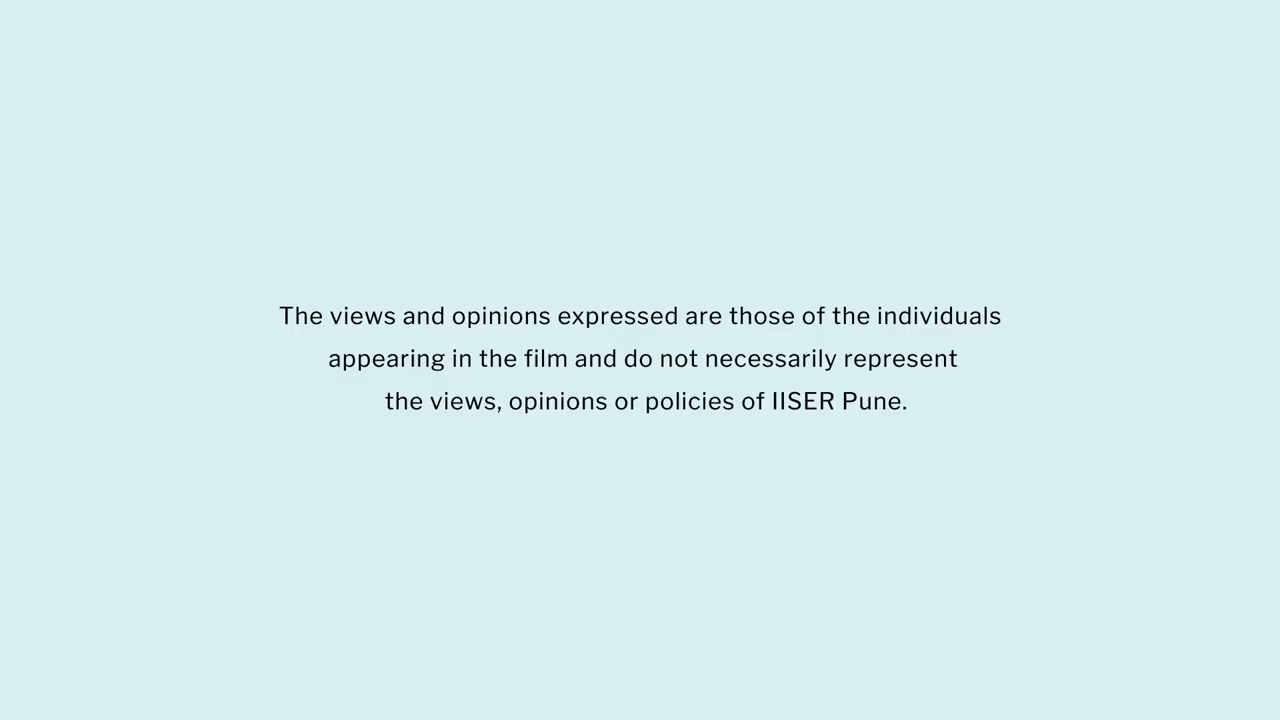 The views and opinions expressed are those of the individuals
appearing in the film and do not necessarily represent
the views, opinions or policies of IISER Pune.